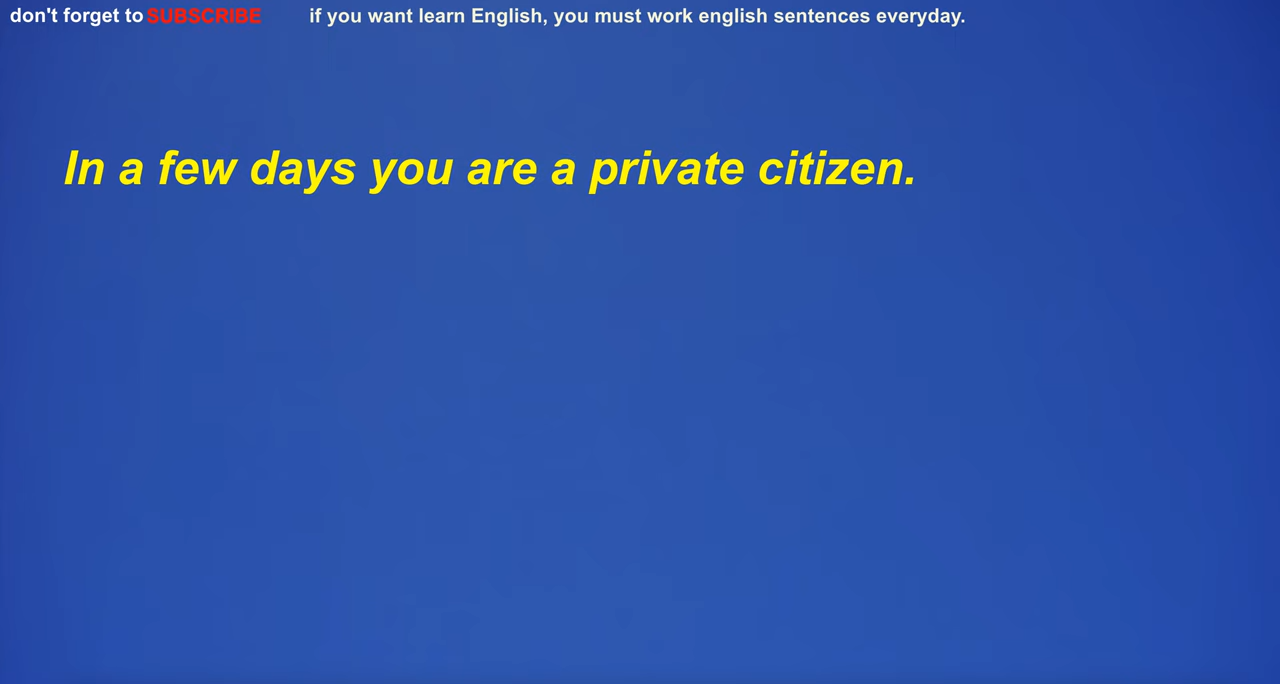 don't forget to SUBSCRIBE if you want learn English, you must work english sentences everyday.
In a few days you are a private citizen.